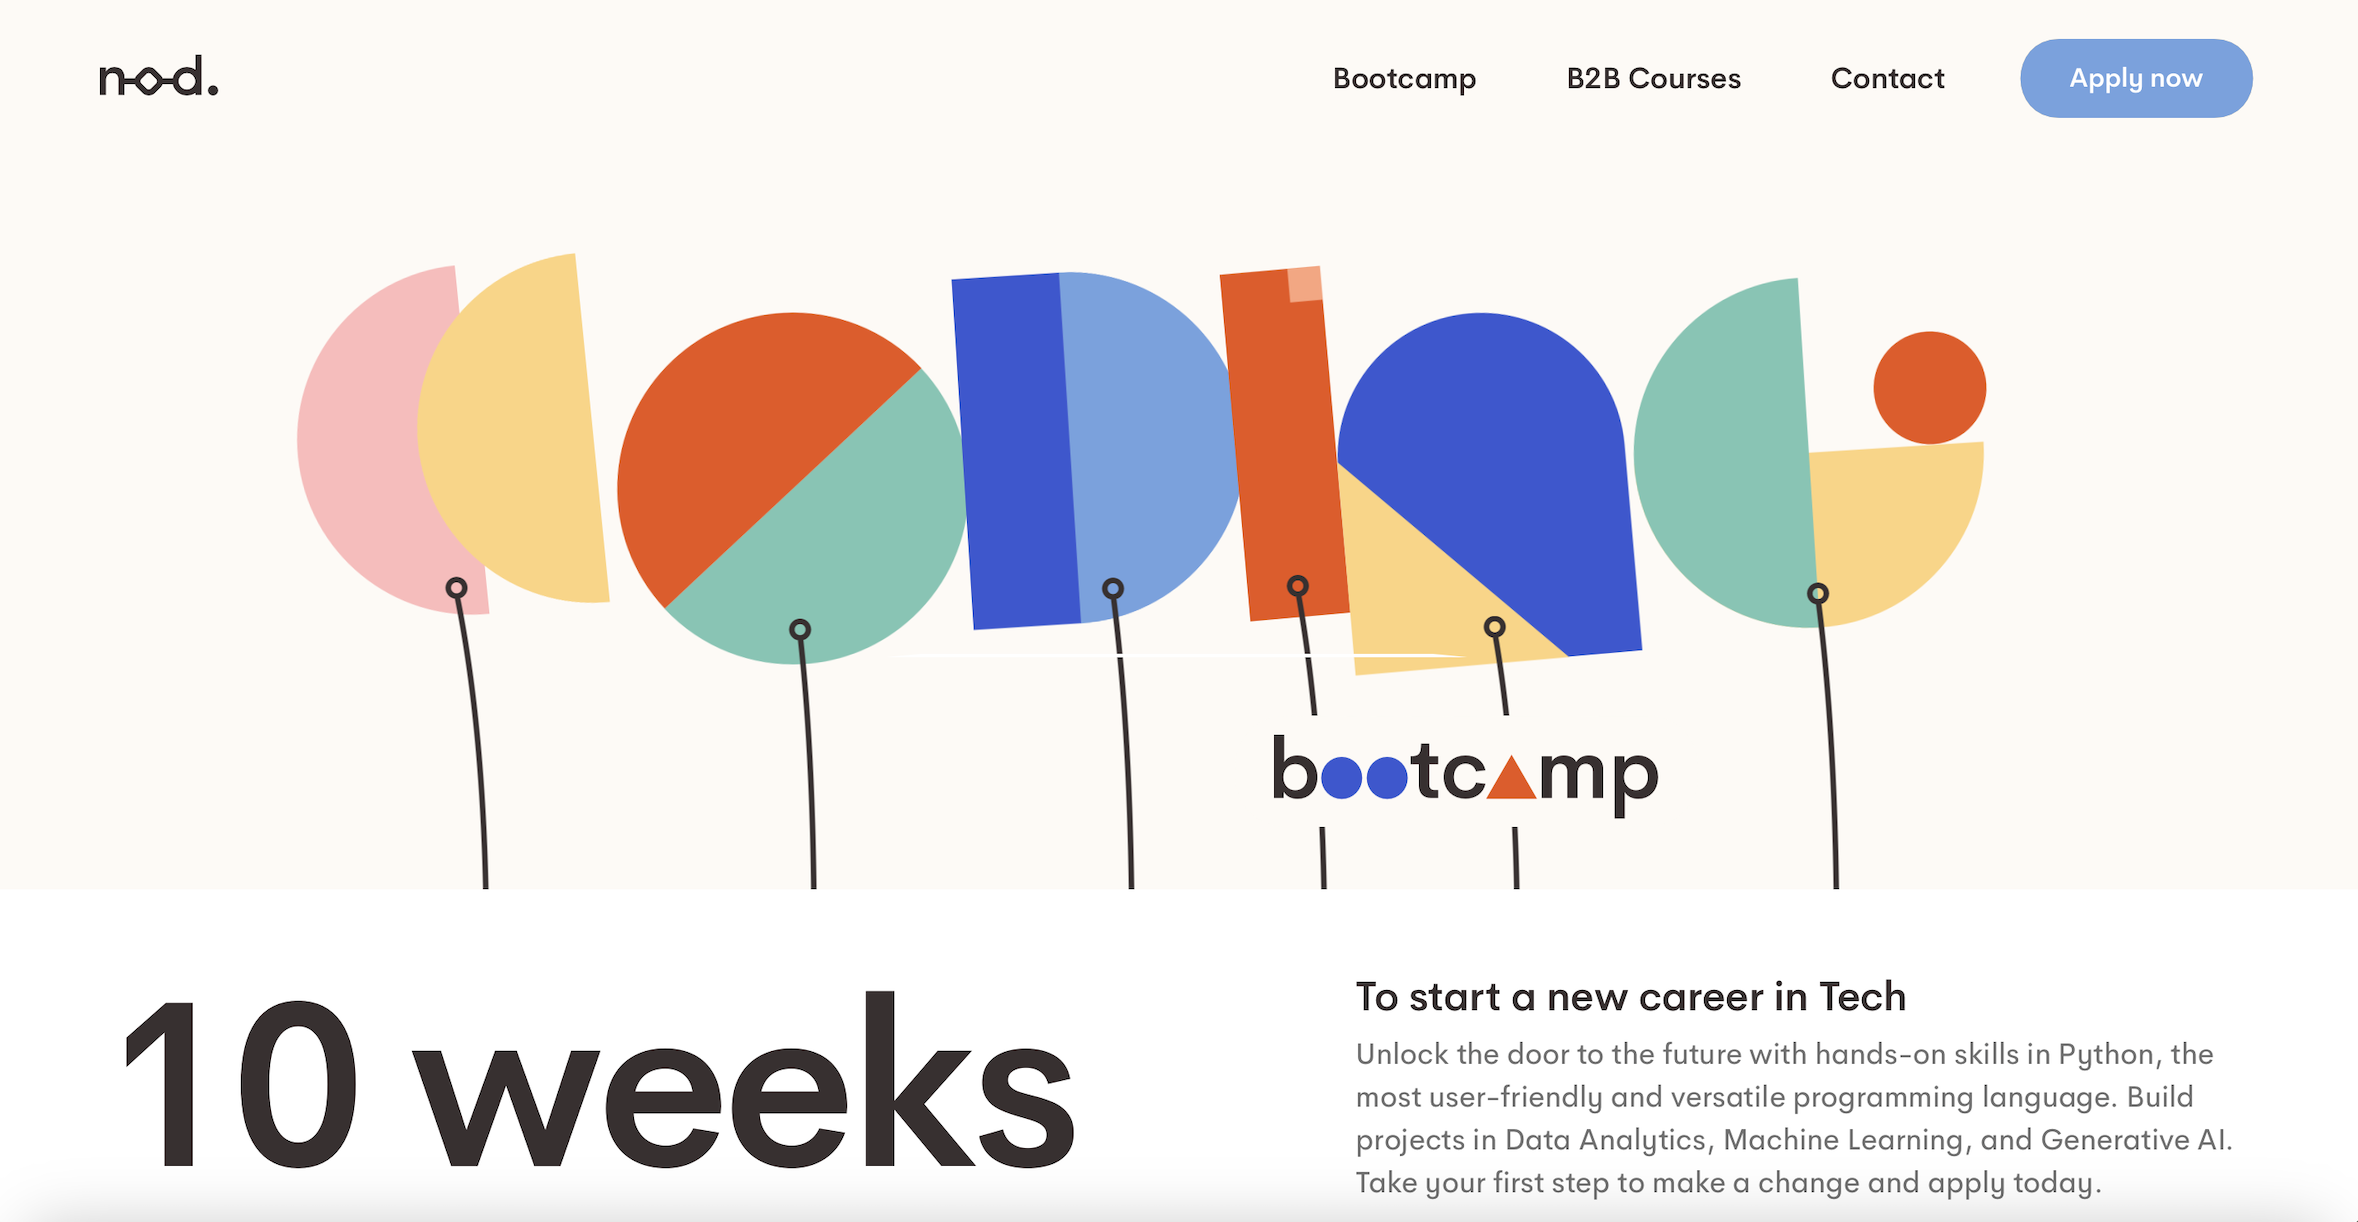 nod.
Bootcamp
B2B Courses
Contact
Apply now
CODING
bootcamp
10 weeks
To start a new career in Tech
Unlock the door to the future with hands-on skills in Python, the
most user-friendly and versatile programming language. Build
projects in Data Analytics, Machine Learning, and Generative AI.
Take your first step to make a change and apply today.